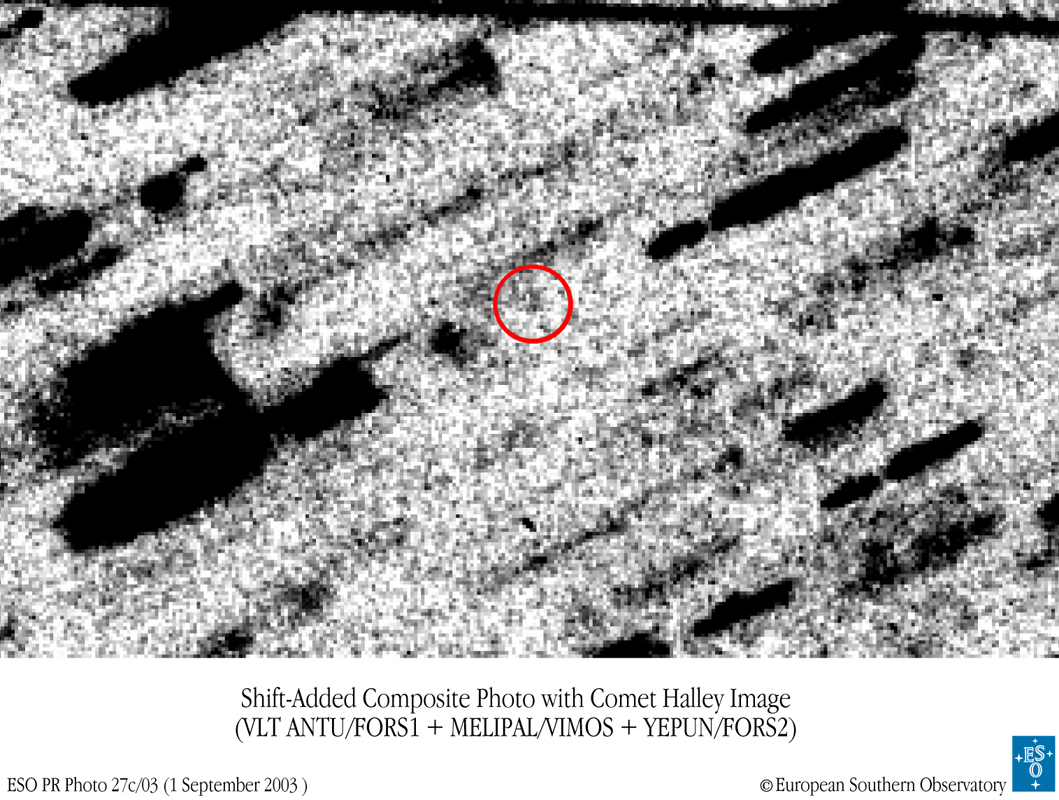 Shift-Added Composite Photo with Comet Halley Image
(VLT ANTU/FORS1 + MELIPAL/VIMOS + YEPUN/FORS2)
ESO PR Photo 27c/03 (1 September 2003 )
© European Southern Observatory
ES
O